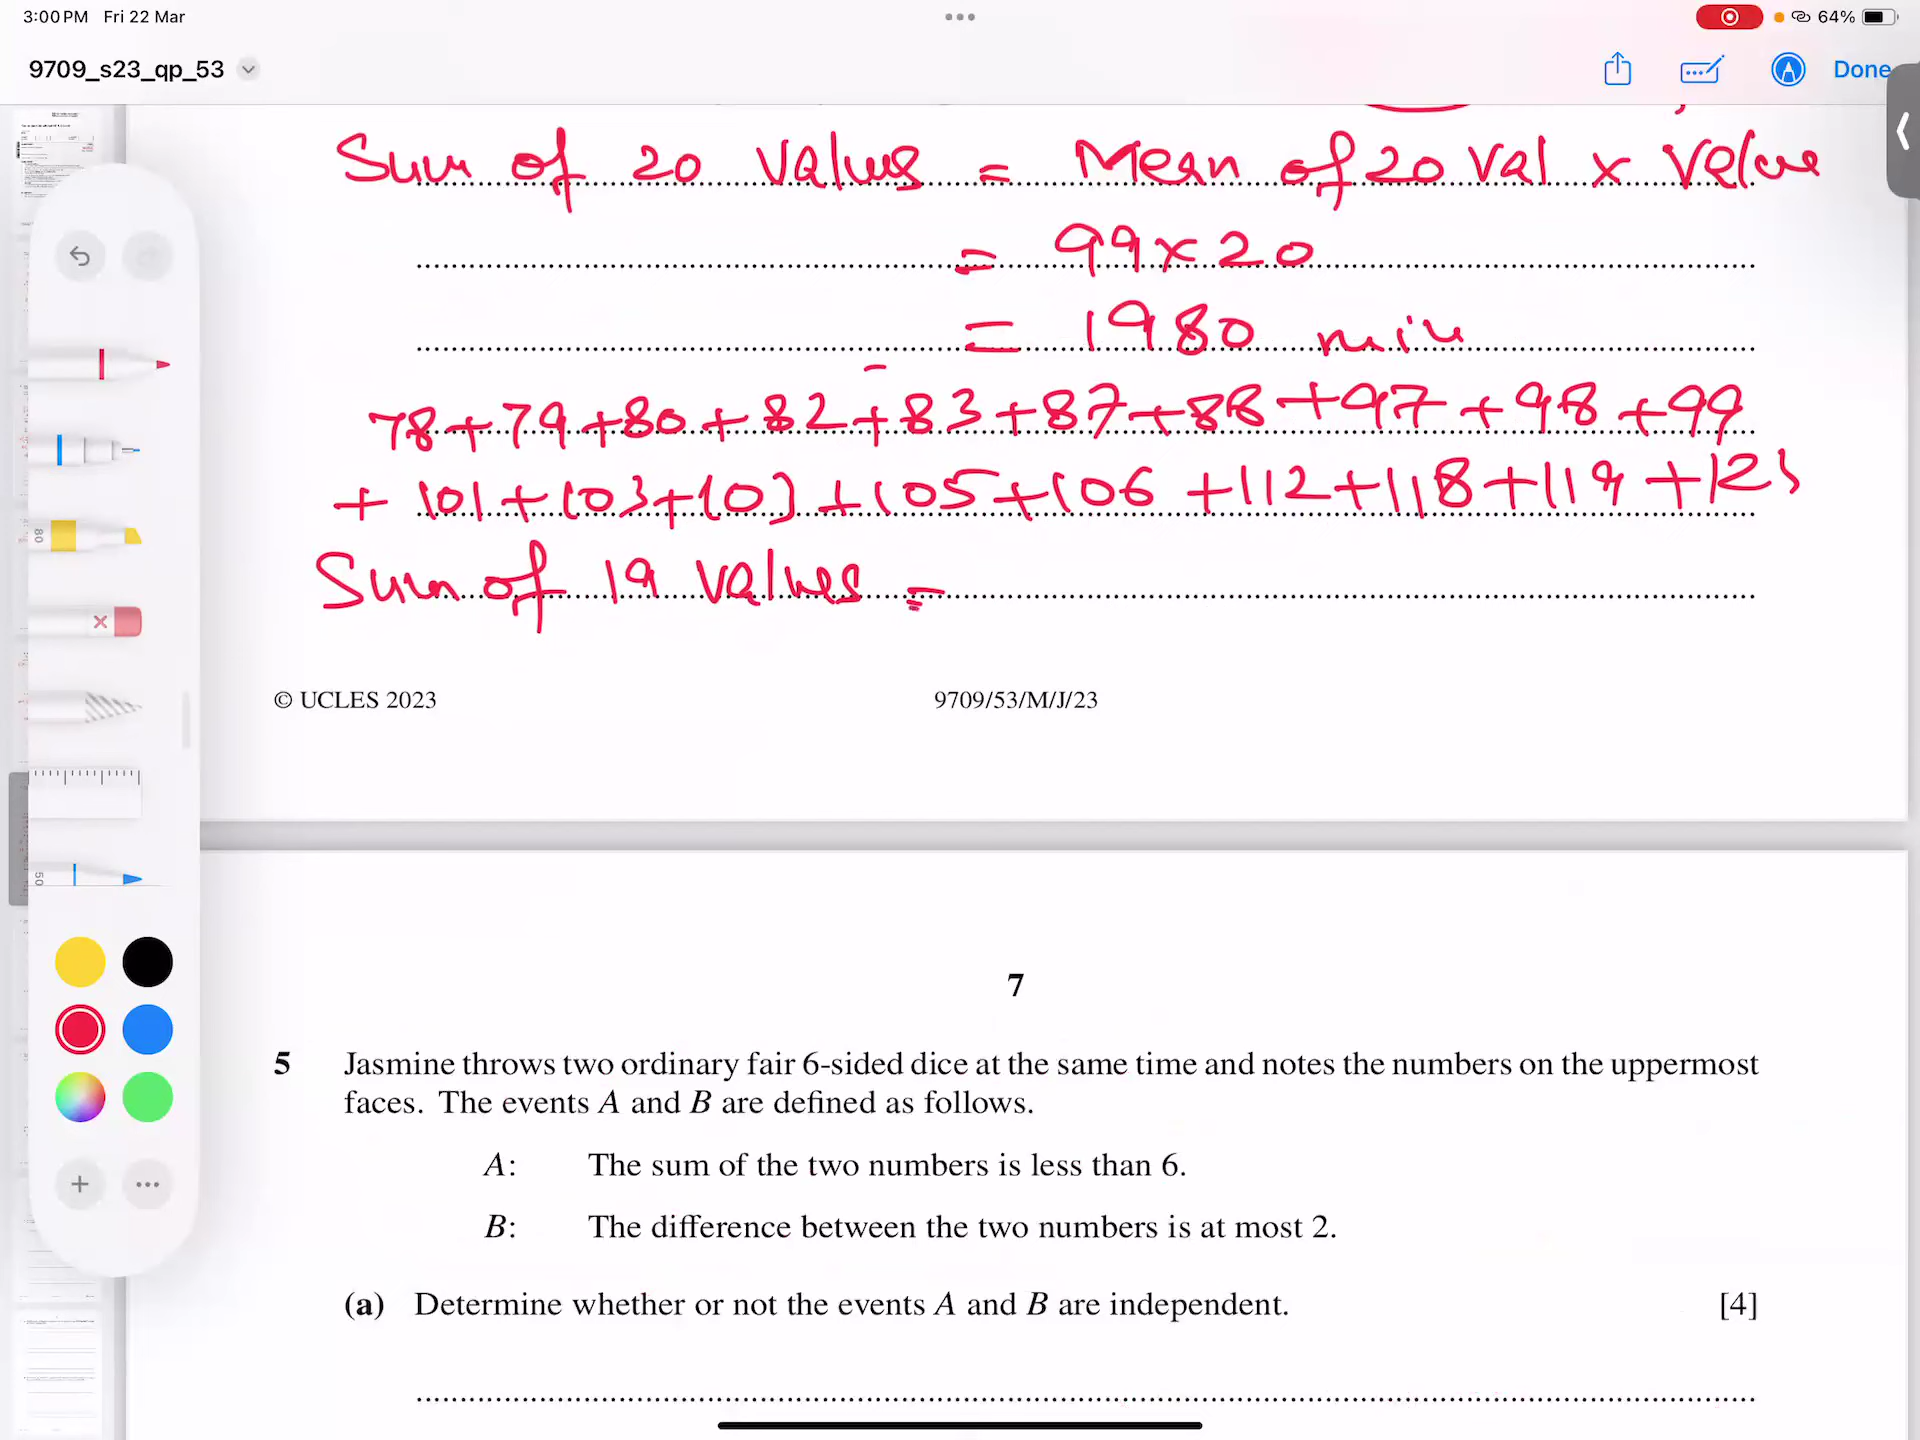 3:00 PM Fri 22 Mar
64%
9709_s23_qp_53
Done
Sum of 20 values = Mean of 20 val x value
= 99 x 20
= 1980 min
78+79+80+82+83+87+88+97+98+99
+ 101+103+103+105+106+112+118+119+
Sum of 19 values =
80
50
© UCLES 2023
9709/53/M/J/23
7
5 Jasmine throws two ordinary fair 6-sided dice at the same time and notes the numbers on the uppermost
faces. The events A and B are defined as follows.
A: The sum of the two numbers is less than 6.
B: The difference between the two numbers is at most 2.
(a) Determine whether or not the events A and B are independent. [4]